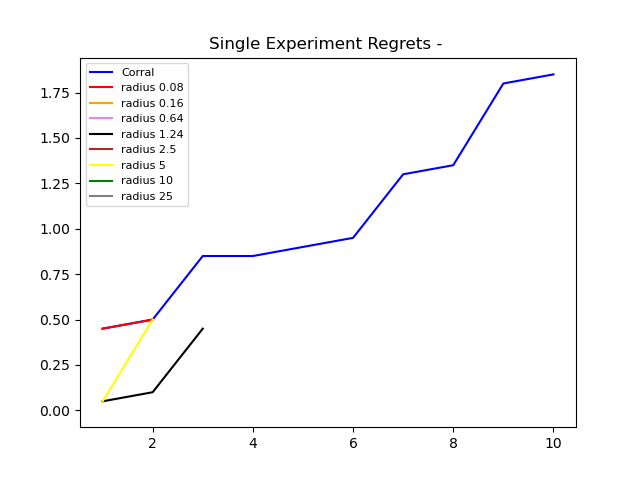 Single Experiment Regrets -
Corral
radius 0.08
radius 0.16
radius 0.64
radius 1.24
radius 2.5
radius 5
radius 10
radius 25
1.75
1.50
1.25
1.00
0.75
0.50
0.25
0.00
2 4 6 8 10